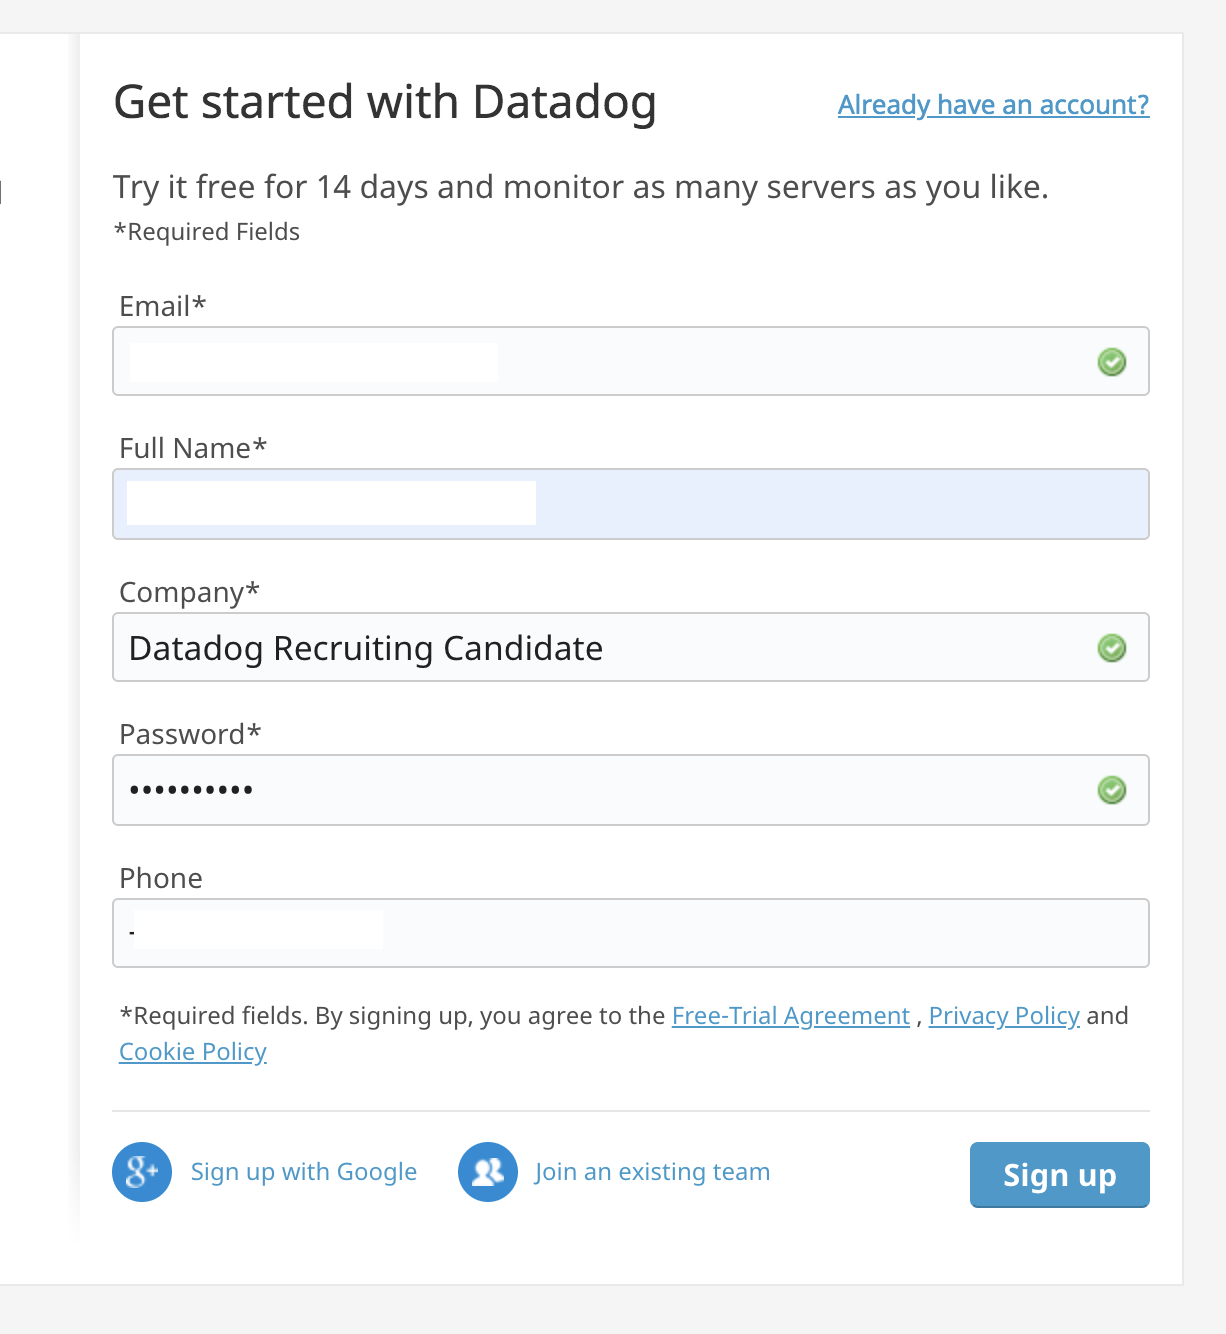 Get started with Datadog
Already have an account?
Try it free for 14 days and monitor as many servers as you like.
*Required Fields
Email*
Full Name*
Company*
Datadog Recruiting Candidate
Password*
••••••••••
Phone
*Required fields. By signing up, you agree to the Free-Trial Agreement , Privacy Policy and
Cookie Policy
g+ Sign up with Google
Join an existing team
Sign up